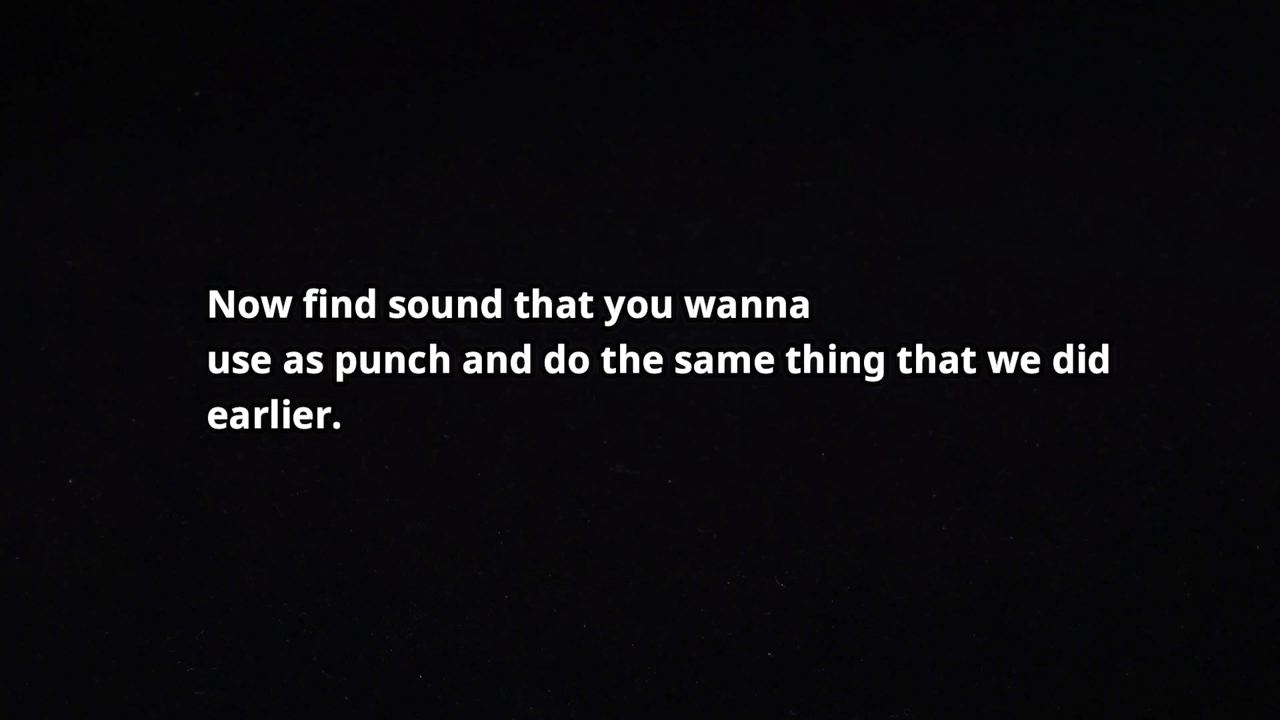 Now find sound that you wanna
use as punch and do the same thing that we did
earlier.